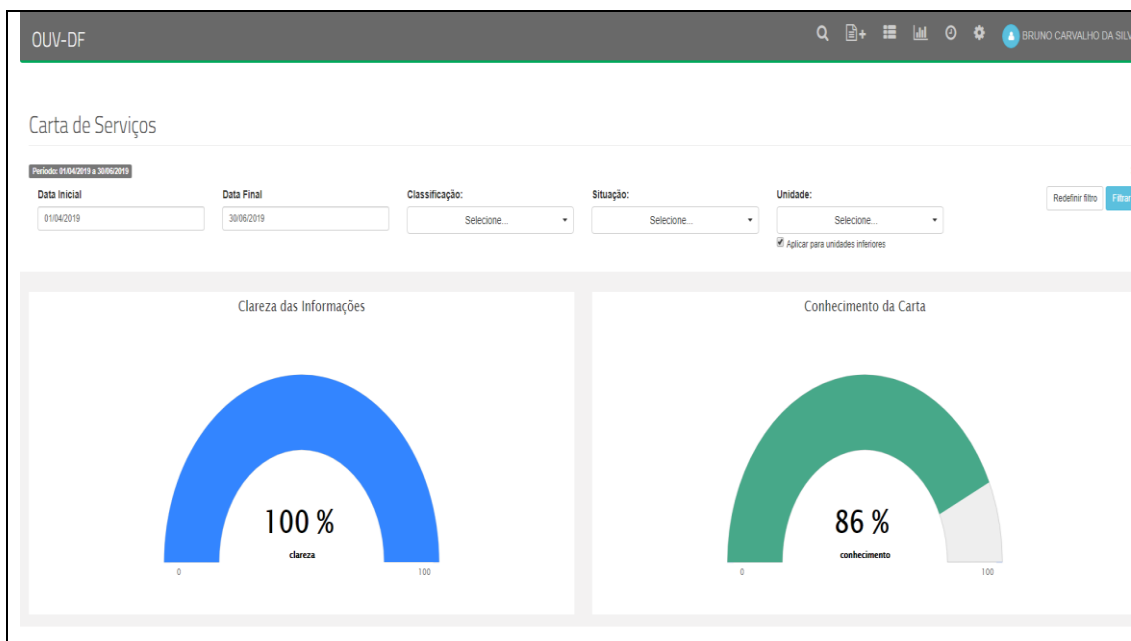 OUV-DF
BRUNO CARVALHO DA SILV
Carta de Serviços
Período: 01/04/2019 a 30/06/2019
Data Inicial Data Final Classificação: Situação: Unidade:
01/04/2019 30/06/2019 Selecione... Selecione... Selecione... Redefinir filtro Filtrar
Aplicar para unidades inferiores
Clareza das Informações Conhecimento da Carta
100 % 86 %
clareza conhecimento
0 100 0 100